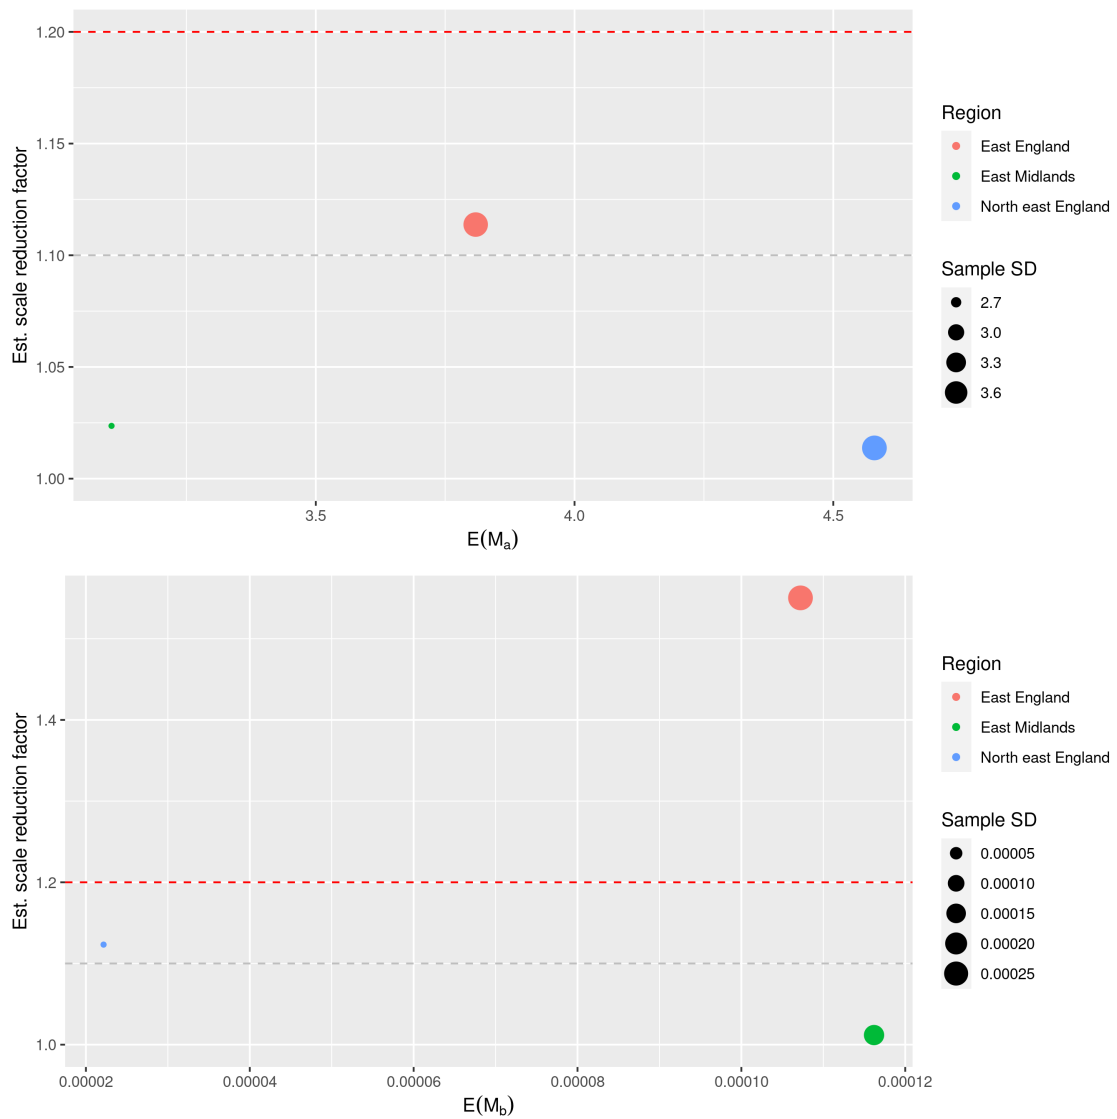 1.20
1.15
1.10
1.05
1.00
Est. scale reduction factor
3.5 4.0 4.5
E(Ma)
Region
East England
East Midlands
North east England
Sample SD
2.7
3.0
3.3
3.6
1.4
1.2
1.0
Est. scale reduction factor
0.00002 0.00004 0.00006 0.00008 0.00010 0.00012
E(Mb)
Region
East England
East Midlands
North east England
Sample SD
0.00005
0.00010
0.00015
0.00020
0.00025